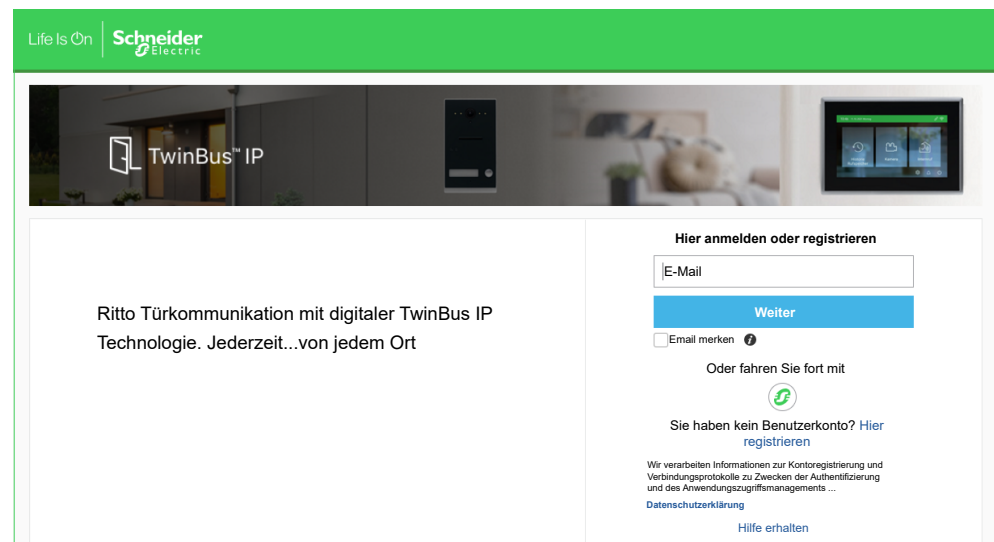 Life Is On
Schneider
Electric
TwinBus™ IP
Hier anmelden oder registrieren
E-Mail
Weiter
Email merken
Ritto Türkommunikation mit digitaler TwinBus IP
Technologie. Jederzeit...von jedem Ort
Oder fahren Sie fort mit
Sie haben kein Benutzerkonto? Hier
registrieren
Wir verarbeiten Informationen zur Kontoregistrierung und
Verbindungsprotokolle zu Zwecken der Authentifizierung
und des Anwendungszugriffsmanagements ...
Datenschutzerklärung
Hilfe erhalten